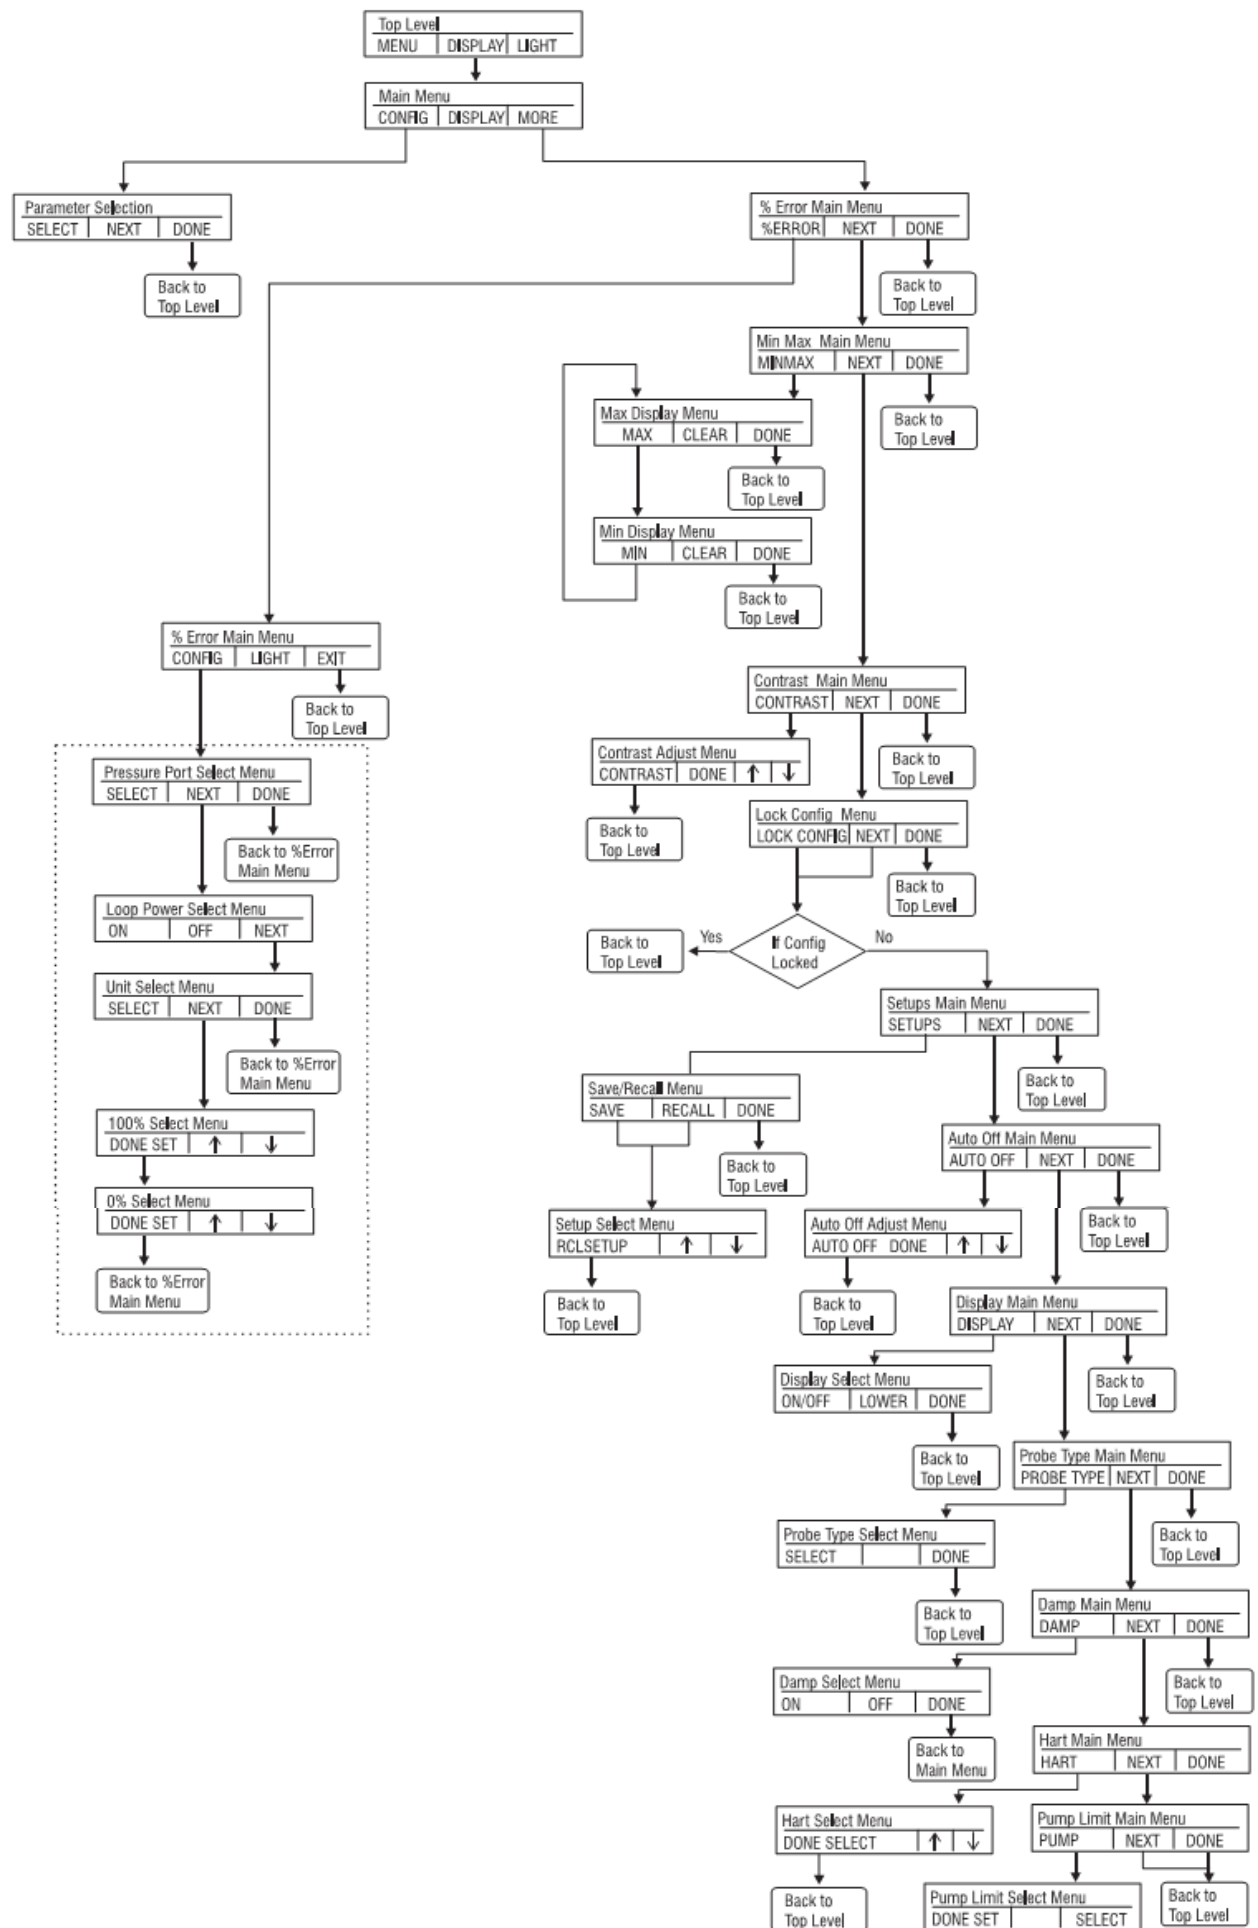 Top Level
MENU DISPLAY LIGHT
Main Menu
CONFIG DISPLAY MORE
Parameter Selection
SELECT NEXT DONE
Back to
Top Level
% Error Main Menu
%ERROR NEXT DONE
Back to
Top Level
Min Max Main Menu
MINMAX NEXT DONE
Back to
Top Level
Max Display Menu
MAX CLEAR DONE
Back to
Top Level
Min Display Menu
MIN CLEAR DONE
Back to
Top Level
% Error Main Menu
CONFIG LIGHT EXIT
Back to
Top Level
Pressure Port Select Menu
SELECT NEXT DONE
Back to %Error
Main Menu
Loop Power Select Menu
ON OFF NEXT
Unit Select Menu
SELECT NEXT DONE
Back to %Error
Main Menu
100% Select Menu
DONE SET ↑ ↓
0% Select Menu
DONE SET ↑ ↓
Back to %Error
Main Menu
Contrast Main Menu
CONTRAST NEXT DONE
Back to
Top Level
Contrast Adjust Menu
CONTRAST DONE ↑ ↓
Back to
Top Level
Lock Config Menu
LOCK CONFIG NEXT DONE
Back to
Top Level
If Config
Locked
Yes
No
Back to
Top Level
Setups Main Menu
SETUPS NEXT DONE
Back to
Top Level
Save/Recall Menu
SAVE RECALL DONE
Back to
Top Level
Setup Select Menu
RCLSETUP ↑ ↓
Back to
Top Level
Auto Off Main Menu
AUTO OFF NEXT DONE
Back to
Top Level
Auto Off Adjust Menu
AUTO OFF DONE ↑ ↓
Back to
Top Level
Display Main Menu
DISPLAY NEXT DONE
Back to
Top Level
Display Select Menu
ON/OFF LOWER DONE
Back to
Top Level
Probe Type Main Menu
PROBE TYPE NEXT DONE
Back to
Top Level
Probe Type Select Menu
SELECT DONE
Back to
Top Level
Damp Main Menu
DAMP NEXT DONE
Back to
Top Level
Damp Select Menu
ON OFF DONE
Back to
Main Menu
Hart Main Menu
HART NEXT DONE
Hart Select Menu
DONE SELECT ↑ ↓
Back to
Top Level
Pump Limit Main Menu
PUMP NEXT DONE
Back to
Top Level
Pump Limit Select Menu
DONE SET SELECT